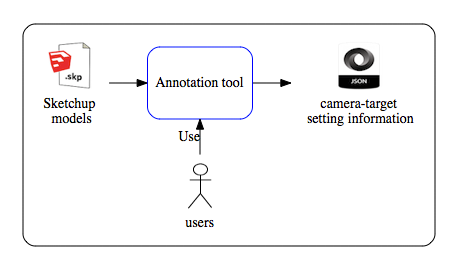 .skp
Sketchup
models
Annotation tool
JSON
camera-target
setting information
Use
users